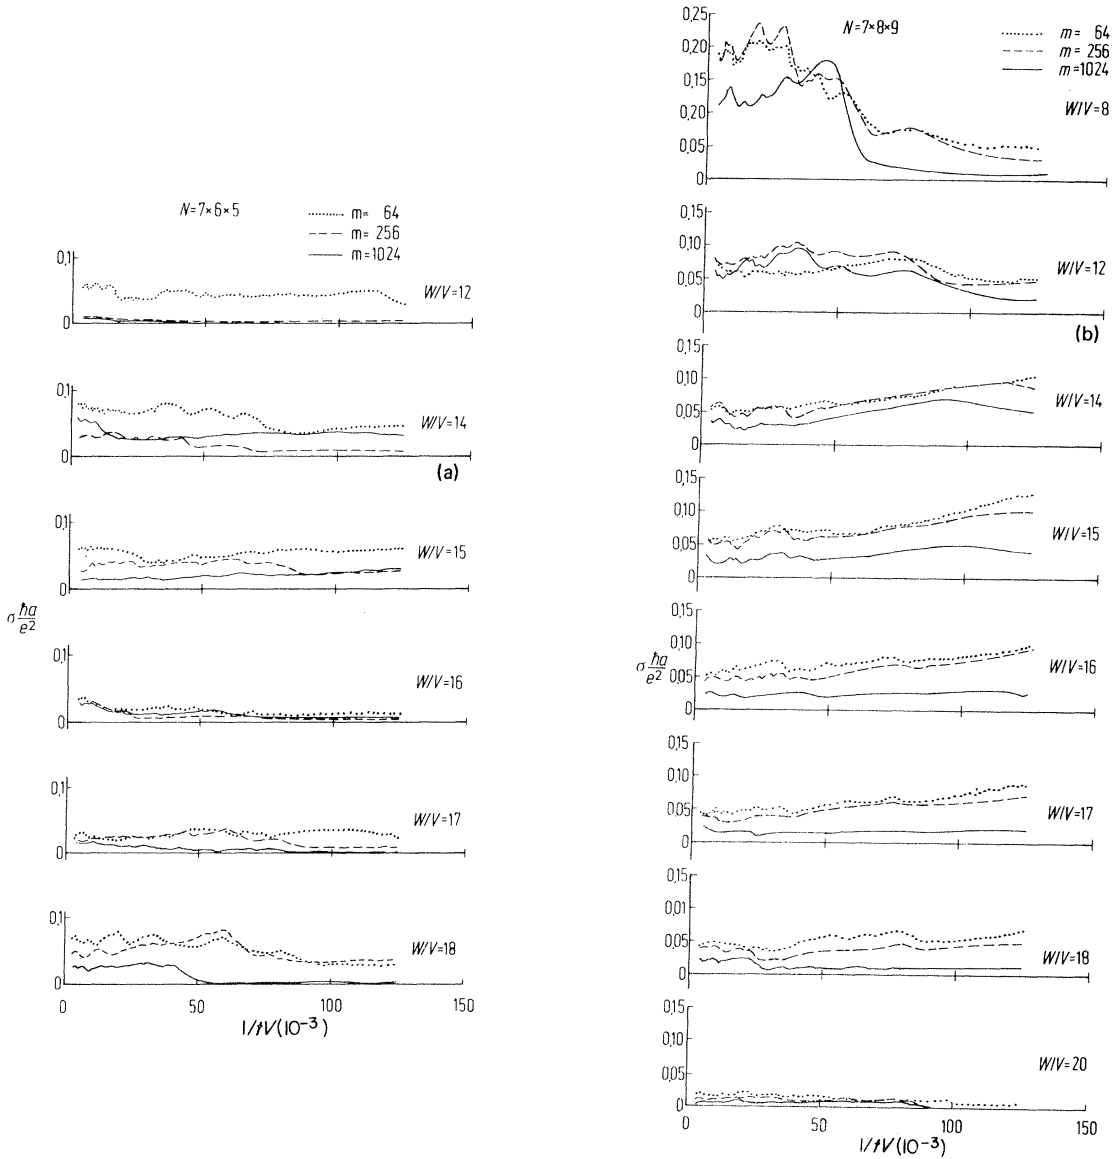 N=7×6×5
m= 64
m= 256
m=1024
0,1
0
W/V=12
0,1
0
W/V=14
(a)
0,1
0
W/V=15
σ ħa/e²
0,1
0
W/V=16
0,1
0
W/V=17
0,1
0
W/V=18
0 50 100 150
1/tV(10⁻³)
0,25
0,20
0,15
0,20
0,05
0
N=7×8×9
m= 64
m= 256
m=1024
W/V=8
0,15
0,10
0,05
0
W/V=12
(b)
0,15
0,10
0,05
0
W/V=14
0,15
0,10
0,05
0
W/V=15
0,15
0,10
0,05
0
σ ħa/e²
W/V=16
0,15
0,10
0,05
0
W/V=17
0,15
0,01
0,05
0
W/V=18
0,15
0,10
0,05
0
W/V=20
0 50 100 150
1/tV(10⁻³)